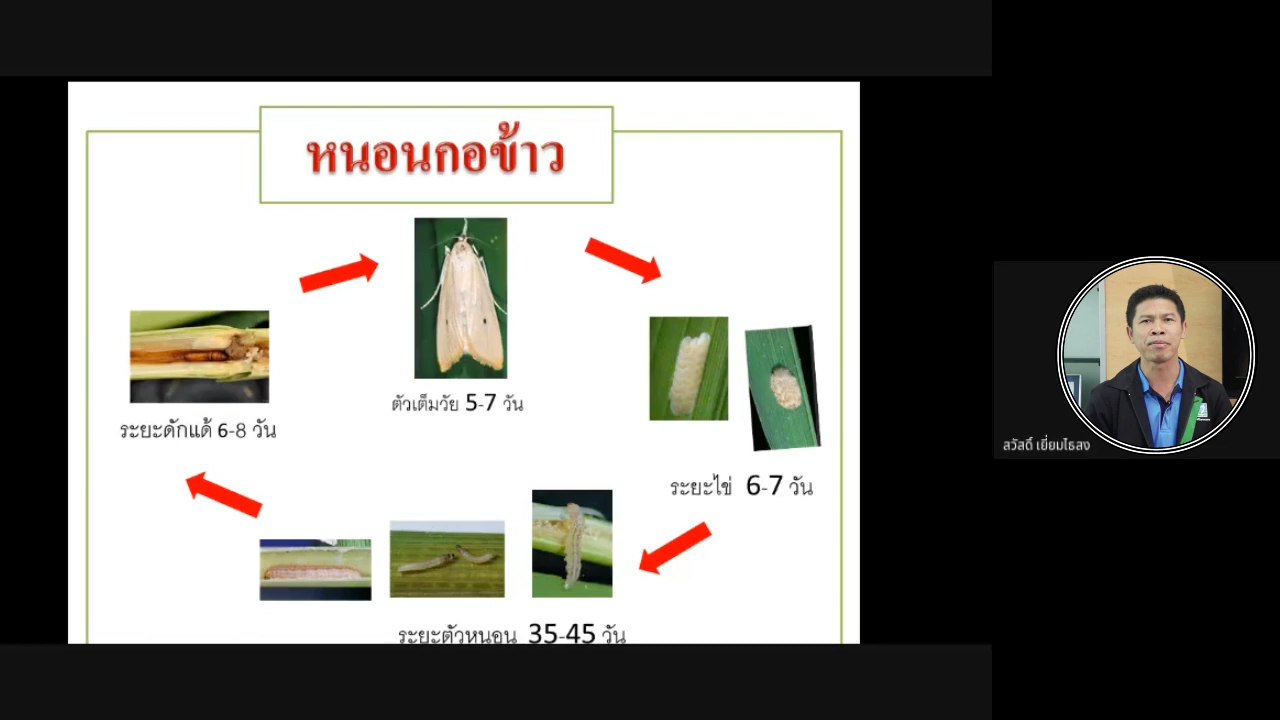 หนอนกอข้าว
ตัวเต็มวัย 5-7 วัน
ระยะดักแด้ 6-8 วัน
ระยะไข่ 6-7 วัน
ระยะตัวหนอน 35-45 วัน
สวัสดิ์ เยี่ยมไธสง